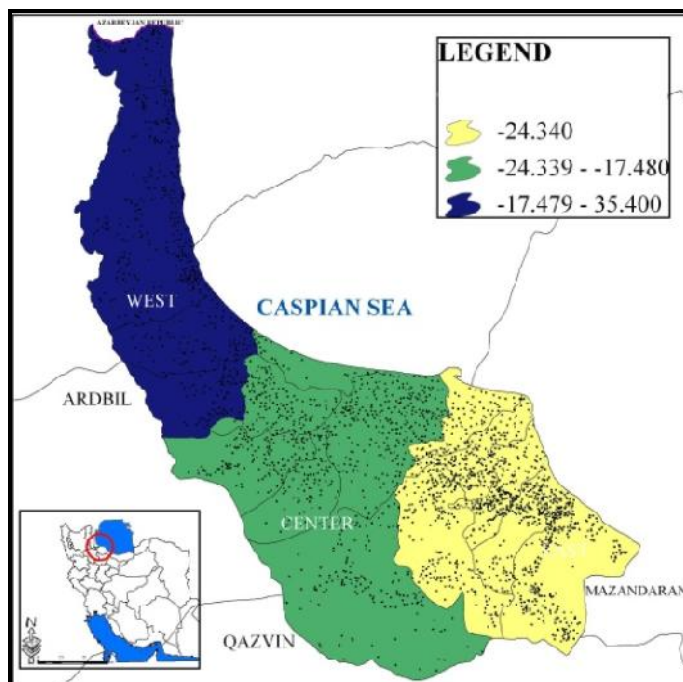 AZARBEYJAN REPUBLIC
LEGEND
-24.340
-24.339 - -17.480
-17.479 - 35.400
WEST
CASPIAN SEA
ARDBIL
CENTER
EAST
MAZANDARAN
QAZVIN
N